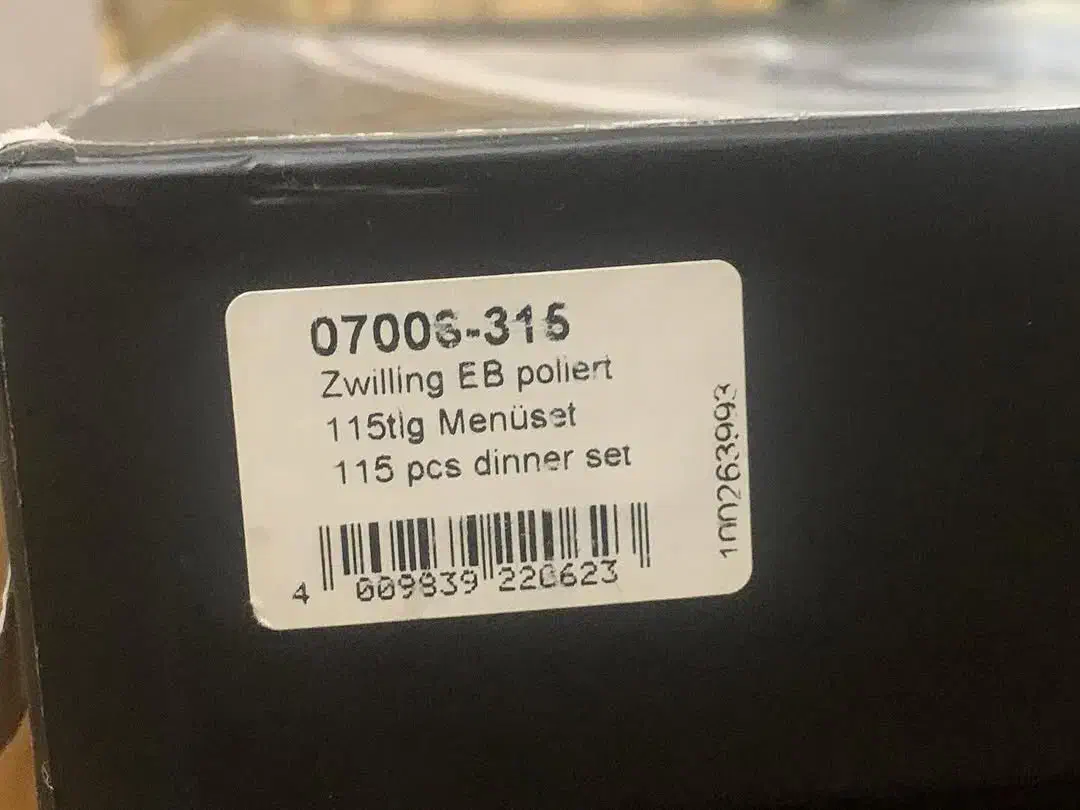 07006-315
Zwilling EB poliert
115tlg Menüset
115 pcs dinner set
4 009839 220623
100263993